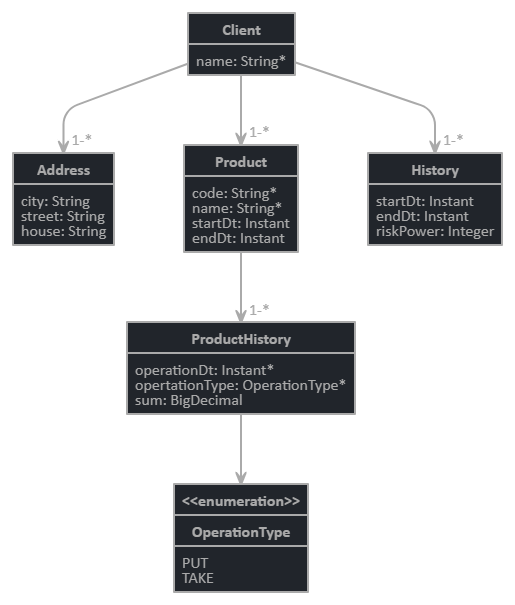 Client
name: String*
1-*
1-*
1-*
Address
city: String
street: String
house: String
Product
code: String*
name: String*
startDt: Instant
endDt: Instant
History
startDt: Instant
endDt: Instant
riskPower: Integer
1-*
ProductHistory
operationDt: Instant*
opertationType: OperationType*
sum: BigDecimal
<<enumeration>>
OperationType
PUT
TAKE